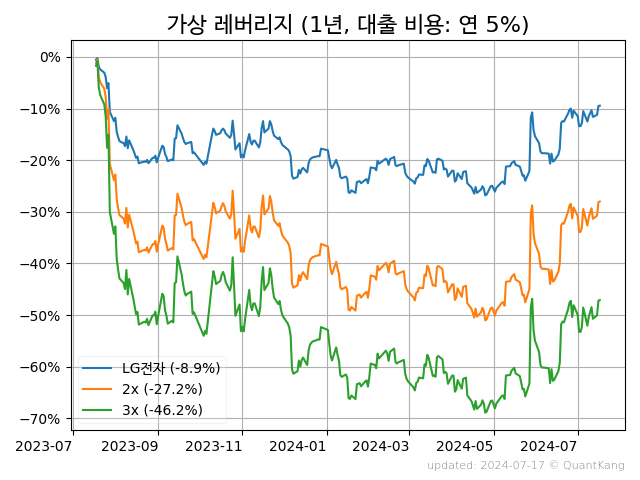 가상 레버리지 (1년, 대출 비용: 연 5%)
0%
−10%
−20%
−30%
−40%
−50%
−60%
−70%
LG전자 (-8.9%)
2x (-27.2%)
3x (-46.2%)
2023-07 2023-09 2023-11 2024-01 2024-03 2024-05 2024-07
updated: 2024-07-17 © QuantKang